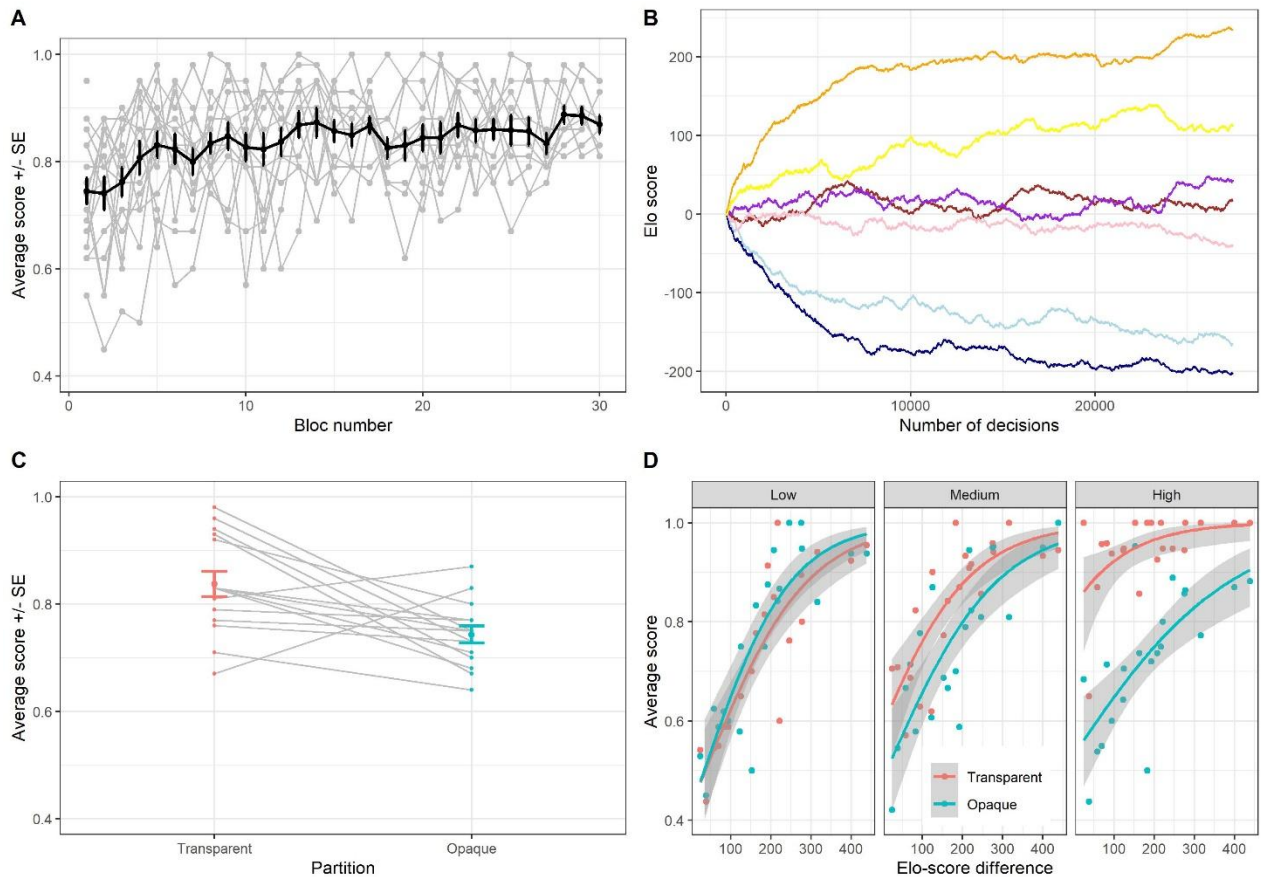 A
Average score +/- SE
1.0
0.8
0.6
0.4
0 10 20 30
Bloc number
B
Elo score
200
100
0
-100
-200
0 10000 20000
Number of decisions
C
Average score +/- SE
1.0
0.8
0.6
0.4
Transparent Opaque
Partition
D
Low Medium High
Average score
1.0
0.8
0.6
0.4
Transparent
Opaque
100 200 300 400 100 200 300 400 100 200 300 400
Elo-score difference